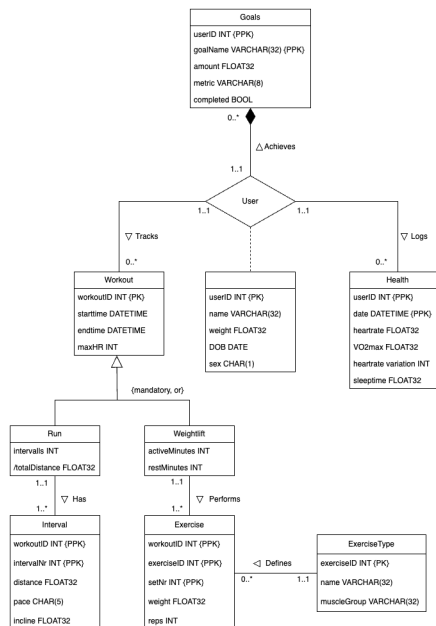 Goals
userID INT {PPK}
goalName VARCHAR(32) {PPK}
amount FLOAT32
metric VARCHAR(8)
completed BOOL
0..*
△ Achieves
1..1
User
1..1
1..1
▽ Tracks
▽ Logs
0..*
0..*
Workout
workoutID INT {PK}
starttime DATETIME
endtime DATETIME
maxHR INT
userID INT {PK}
name VARCHAR(32)
weight FLOAT32
DOB DATE
sex CHAR(1)
Health
userID INT {PPK}
date DATETIME {PPK}
heartrate FLOAT32
VO2max FLOAT32
heartrate variation INT
sleeptime FLOAT32
{mandatory, or}
Run
intervalls INT
/totalDistance FLOAT32
Weightlift
activeMinutes INT
restMinutes INT
1..1
1..1
▽ Has
▽ Performs
1..*
1..*
Interval
workoutID INT {PPK}
intervalNr INT {PPK}
distance FLOAT32
pace CHAR(5)
incline FLOAT32
Exercise
workoutID INT {PPK}
exerciseID INT {PPK}
setNr INT {PPK}
weight FLOAT32
reps INT
◁ Defines
0..*
1..1
ExerciseType
exerciseID INT {PK}
name VARCHAR(32)
muscleGroup VARCHAR(32)